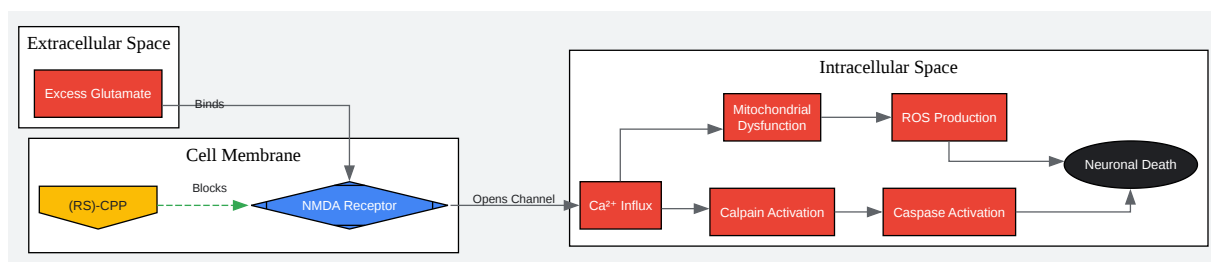 Extracellular Space
Excess Glutamate
Binds
Cell Membrane
(RS)-CPP
Blocks
NMDA Receptor
Opens Channel
Intracellular Space
Ca²⁺ Influx
Mitochondrial
Dysfunction
ROS Production
Calpain Activation
Caspase Activation
Neuronal Death